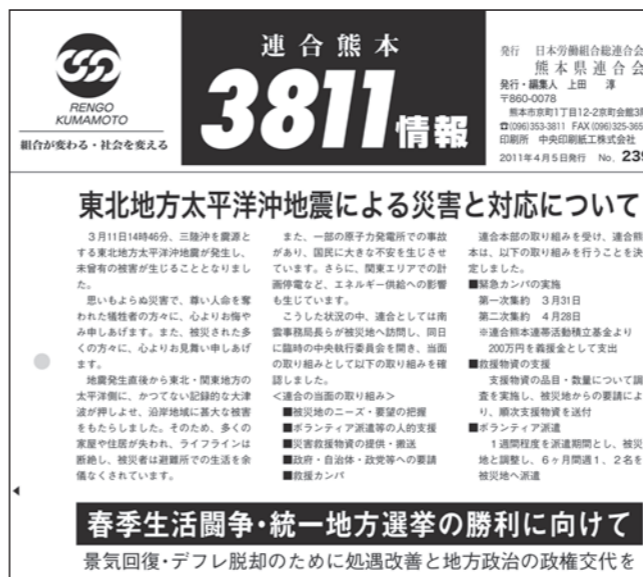 RENGO
KUMAMOTO
組合が変わる・社会を変える
連合熊本
3811情報
発行 日本労働組合総連合会
熊本県連合会
発行・編集人 上田 淳
〒860-0078
熊本市京町1丁目12-2京町会館3
☎(096)353-3811 FAX(096)325-365
印刷所 中央印刷紙工株式会社
2011年4月5日発行 No. 239
東北地方太平洋沖地震による災害と対応について
3月11日14時46分、三陸沖を震源と
する東北地方太平洋沖地震が発生し、
未曾有の被害が生じることとなりまし
た。
思いもよらぬ災害で、尊い人命を奪
われた犠牲者の方々に、心よりお悔や
み申しあげます。また、被災された多
くの方々に、心よりお見舞い申しあげ
ます。
地震発生直後から東北・関東地方の
太平洋側に、かつてない記録的な大津
波が押しよせ、沿岸地域に甚大な被害
をもたらしました。そのため、多くの
家屋や住居が失われ、ライフラインは
断絶し、被災者は避難所での生活を余
儀なくされています。
また、一部の原子力発電所での事故
があり、国民に大きな不安を生じさせ
ています。さらに、関東エリアでの計
画停電など、エネルギー供給への影響
も生じています。
こうした状況の中、連合としては南
雲事務局長らが被災地へ訪問し、同日
に臨時の中央執行委員会を開き、当面
の取り組みとして以下の取り組みを確
認しました。
<連合の当面の取り組み>
■被災地のニーズ・要望の把握
■ボランティア派遣等の人的支援
■災害救援物資の提供・搬送
■政府・自治体・政党等への要請
■救援カンパ
連合本部の取り組みを受け、連合熊
本は、以下の取り組みを行うことを決
定しました。
■緊急カンパの実施
第一次集約 3月31日
第二次集約 4月28日
※連合熊本連帯活動積立基金より
200万円を義援金として支出
■救援物資の支援
支援物資の品目・数量について調
査を実施し、被災地からの要請によ
り、順次支援物資を送付
■ボランティア派遣
1週間程度を派遣期間とし、被災
地と調整し、6ヶ月間週1、2名を
被災地へ派遣
春季生活闘争・統一地方選挙の勝利に向けて
景気回復・デフレ脱却のために処遇改善と地方政治の政権交代を